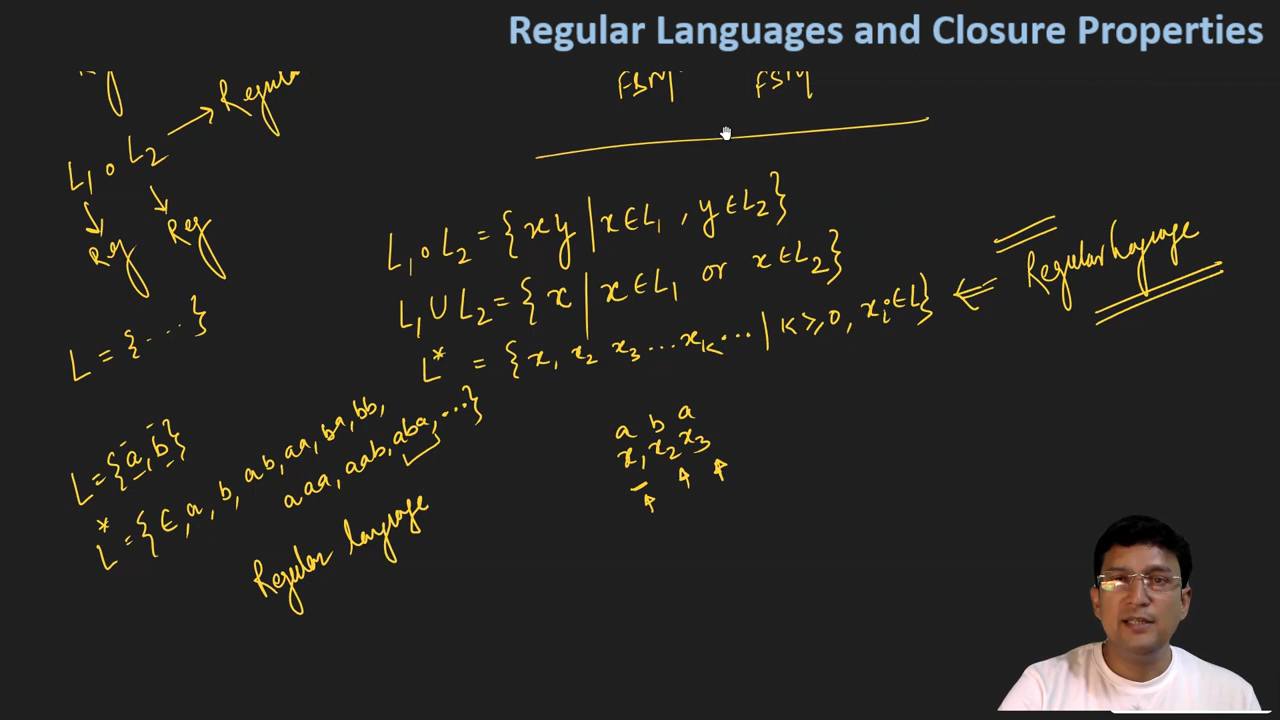 Regular Languages and Closure Properties
Reg
FSM FSM
Regula
L₁ o L₂
Reg Reg
L₁ o L₂ = {xy | x ∈ L₁ , y ∈ L₂}
L₁ ∪ L₂ = {x | x ∈ L₁ or x ∈ L₂}
Regular Language
L = {....}
L* = {x₁ x₂ x₃ ... xₖ ... | K ≥ 0, xᵢ ∈ L}
L = {a, b}
L* = {∈, a, b, ab, aa, ba, bb,
aaa, aab, aba, ...}
a b a
x₁ x₂ x₃
Regular language